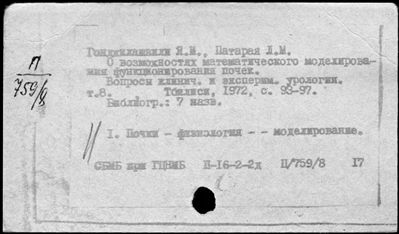 П
759/8
Гонджилашвили Я.М., Патарая Л.М.
О возможностях математического моделирова-
ния функционирования почек.
Вопросы клинич. и эксперим. урологии.
т.8. Тбилиси, 1972, с. 93-97.
Библиогр.: 7 назв.
1. Почки - физиология - - моделирование.
СБМБ при ГЦНМБ П-16-2-2д П/759/8 17